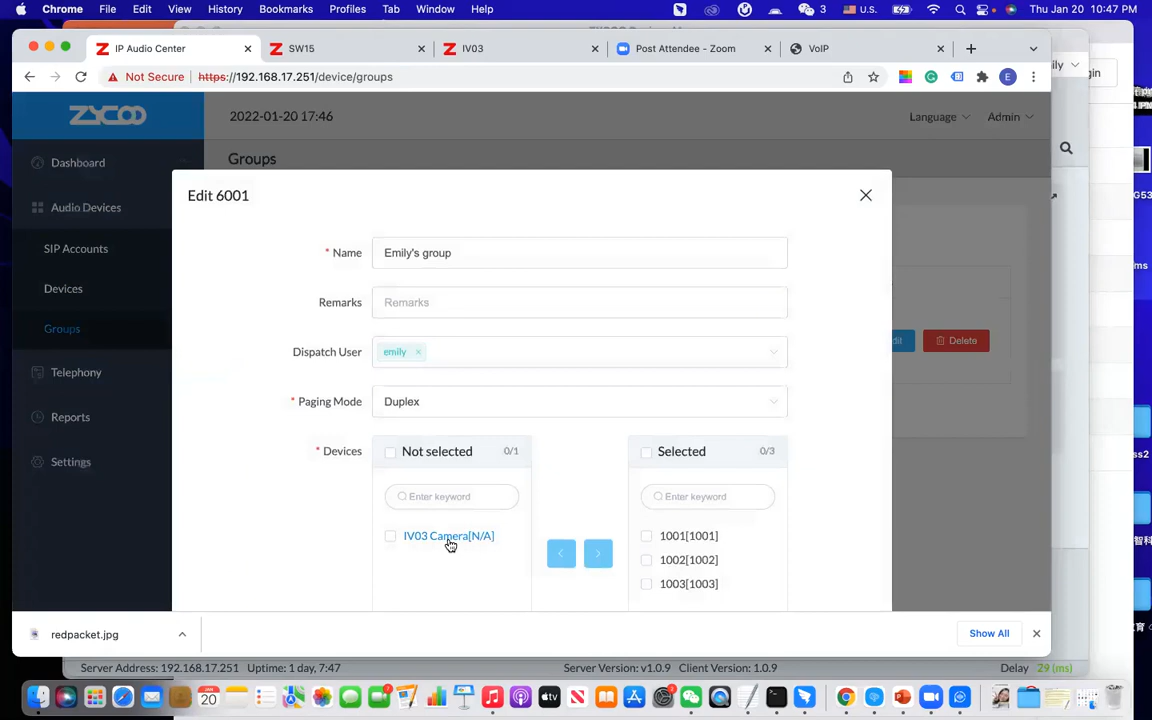 Chrome File Edit View History Bookmarks Profiles Tab Window Help 3 U.S. Thu Jan 20 10:47 PM
IP Audio Center SW15 IV03 Post Attendee - Zoom VoIP
Not Secure https://192.168.17.251/device/groups E
ZYCOO 2022-01-20 17:46 Language Admin
Dashboard Groups
Audio Devices Edit 6001
SIP Accounts * Name Emily's group
Devices Remarks Remarks
Groups Dispatch User emily Delete
Telephony * Paging Mode Duplex
Reports * Devices Not selected 0/1 Selected 0/3
Settings Enter keyword Enter keyword
IV03 Camera[N/A] 1001[1001]
1002[1002]
1003[1003]
redpacket.jpg Show All
Server Address: 192.168.17.251 Uptime: 1 day, 7:47 Server Version: v1.0.9 Client Version: 1.0.9 Delay 29 (ms)